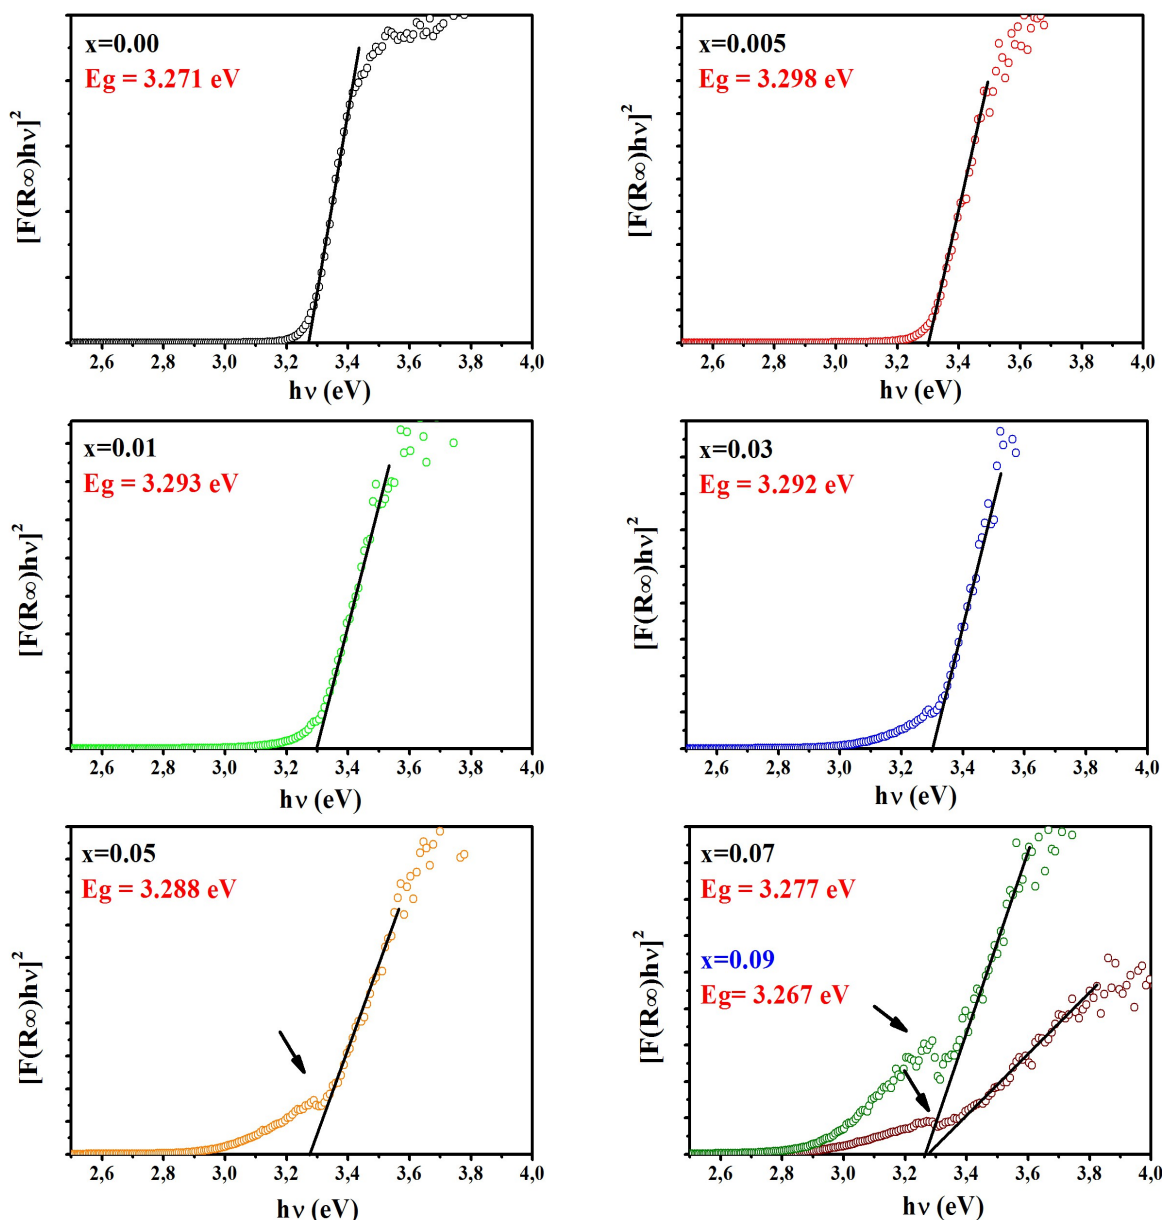 x=0.00
Eg = 3.271 eV
[F(R∞)hν]²
2,6 2,8 3,0 3,2 3,4 3,6 3,8 4,0
hν (eV)
x=0.005
Eg = 3.298 eV
[F(R∞)hν]²
2,6 2,8 3,0 3,2 3,4 3,6 3,8 4,0
hν (eV)
x=0.01
Eg = 3.293 eV
[F(R∞)hν]²
2,6 2,8 3,0 3,2 3,4 3,6 3,8 4,0
hν (eV)
x=0.03
Eg = 3.292 eV
[F(R∞)hν]²
2,6 2,8 3,0 3,2 3,4 3,6 3,8 4,0
hν (eV)
x=0.05
Eg = 3.288 eV
[F(R∞)hν]²
2,6 2,8 3,0 3,2 3,4 3,6 3,8 4,0
hν (eV)
x=0.07
Eg = 3.277 eV
x=0.09
Eg= 3.267 eV
[F(R∞)hν]²
2,6 2,8 3,0 3,2 3,4 3,6 3,8 4,0
hν (eV)